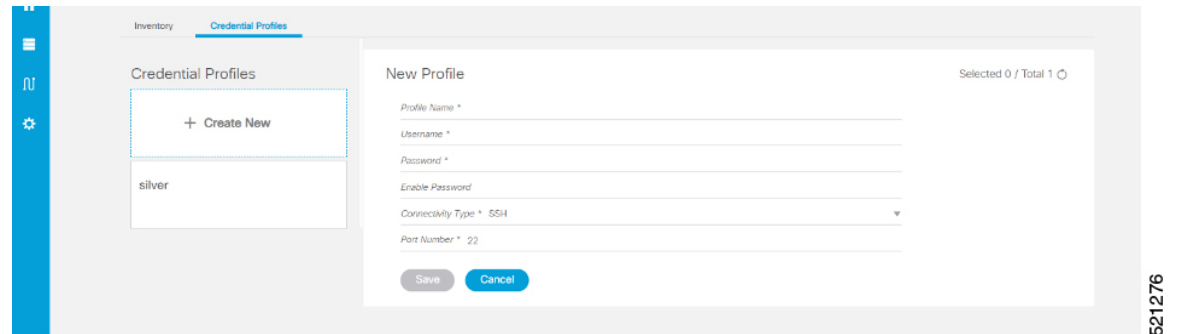 Inventory Credential Profiles
Credential Profiles
+ Create New
silver
New Profile
Selected 0 / Total 1
Profile Name *
Username *
Password *
Enable Password
Connectivity Type * SSH
Port Number * 22
Save Cancel
521276